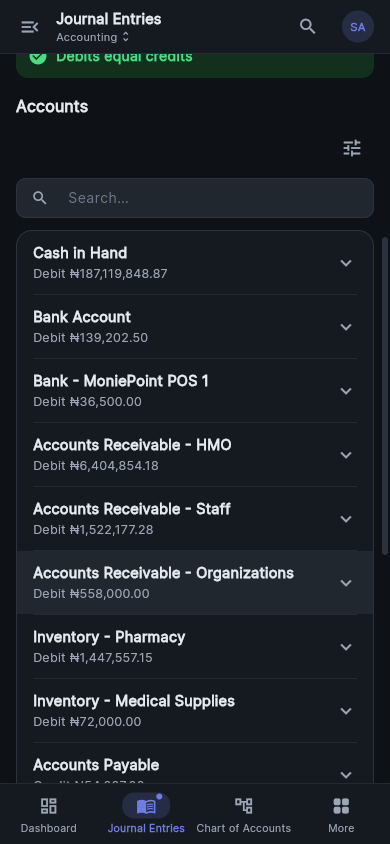 Journal Entries
Accounting
SA
Debits equal credits
Accounts
Search...
Cash in Hand
Debit ₦187,119,848.87
Bank Account
Debit ₦139,202.50
Bank - MoniePoint POS 1
Debit ₦36,500.00
Accounts Receivable - HMO
Debit ₦6,404,854.18
Accounts Receivable - Staff
Debit ₦1,522,177.28
Accounts Receivable - Organizations
Debit ₦558,000.00
Inventory - Pharmacy
Debit ₦1,447,557.15
Inventory - Medical Supplies
Debit ₦72,000.00
Accounts Payable
Dashboard
Journal Entries
Chart of Accounts
More